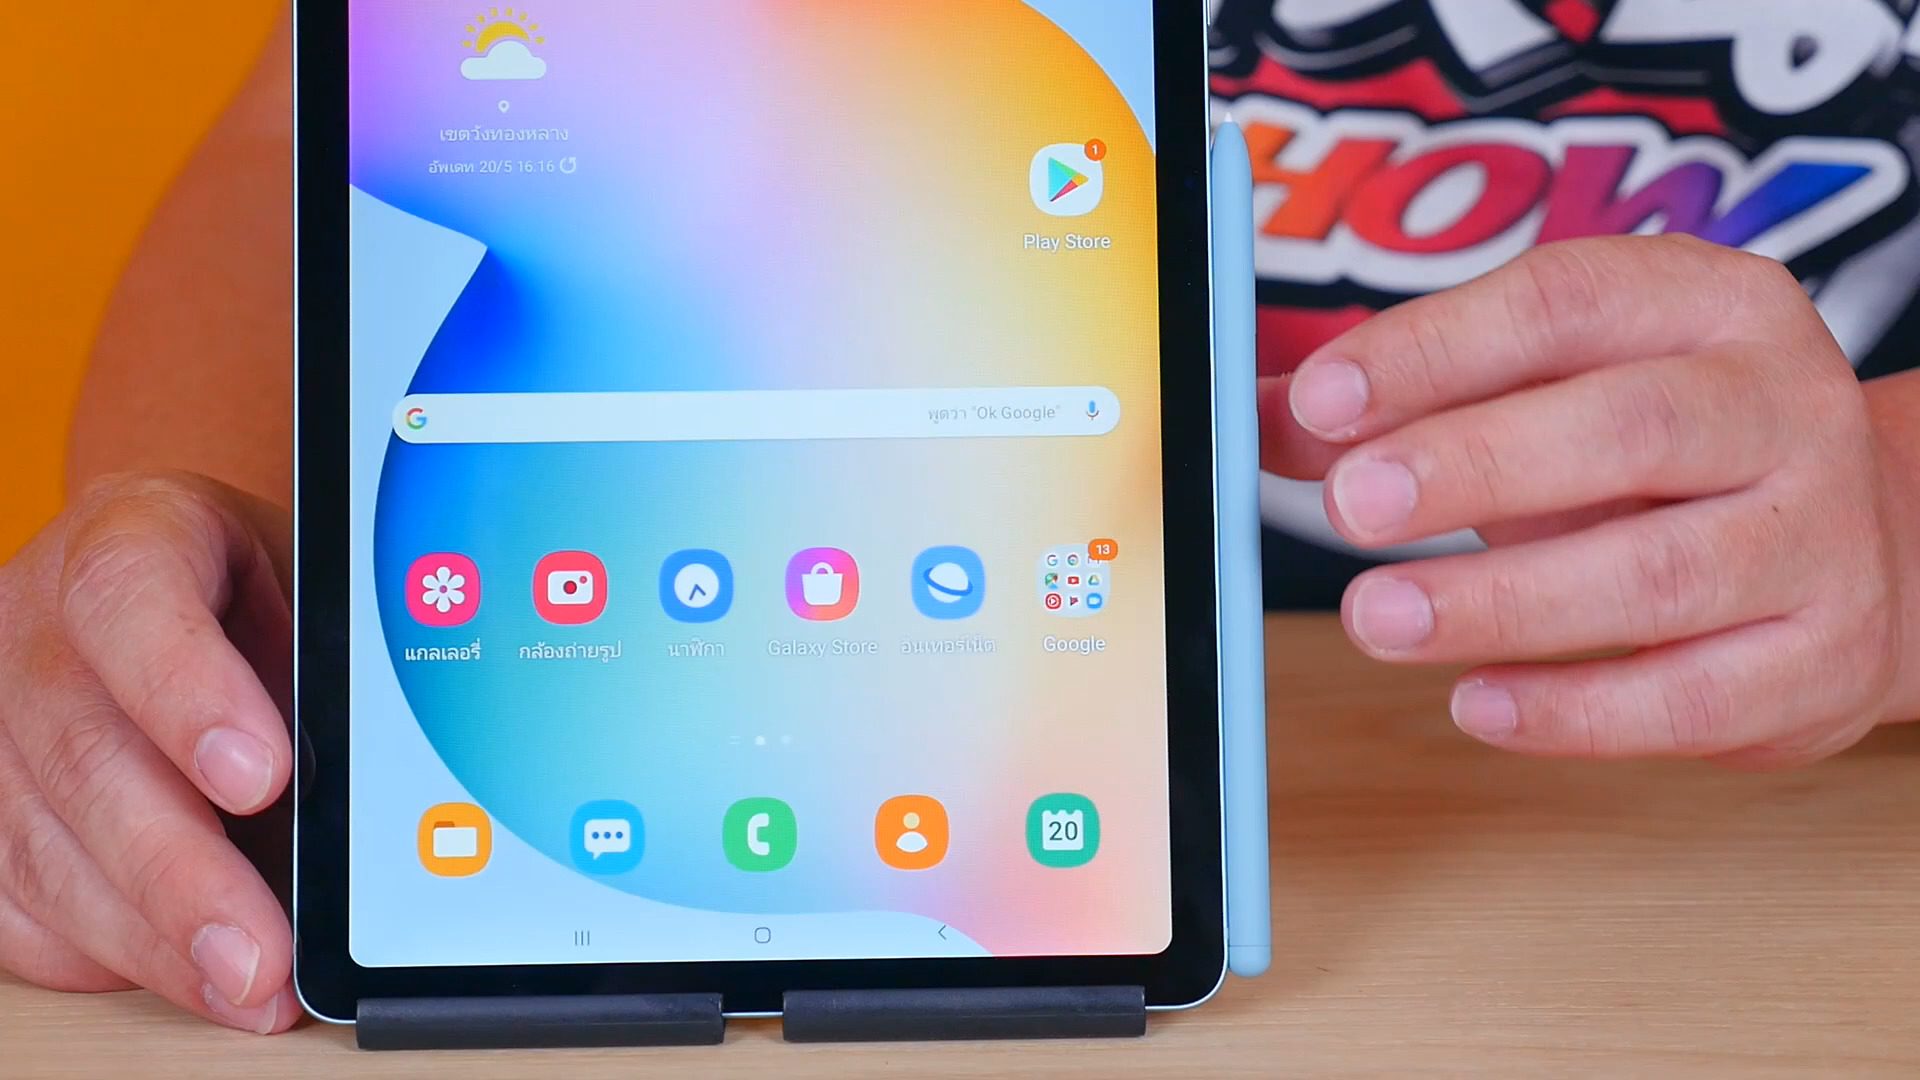 เขตวังทองหลาง
อัพเดท 20/5 16:16
1
Play Store
HOW
พูดว่า "Ok Google"
13
แกลเลอรี่
กล้องถ่ายรูป
นาฬิกา
Galaxy Store
อินเทอร์เน็ต
Google
20